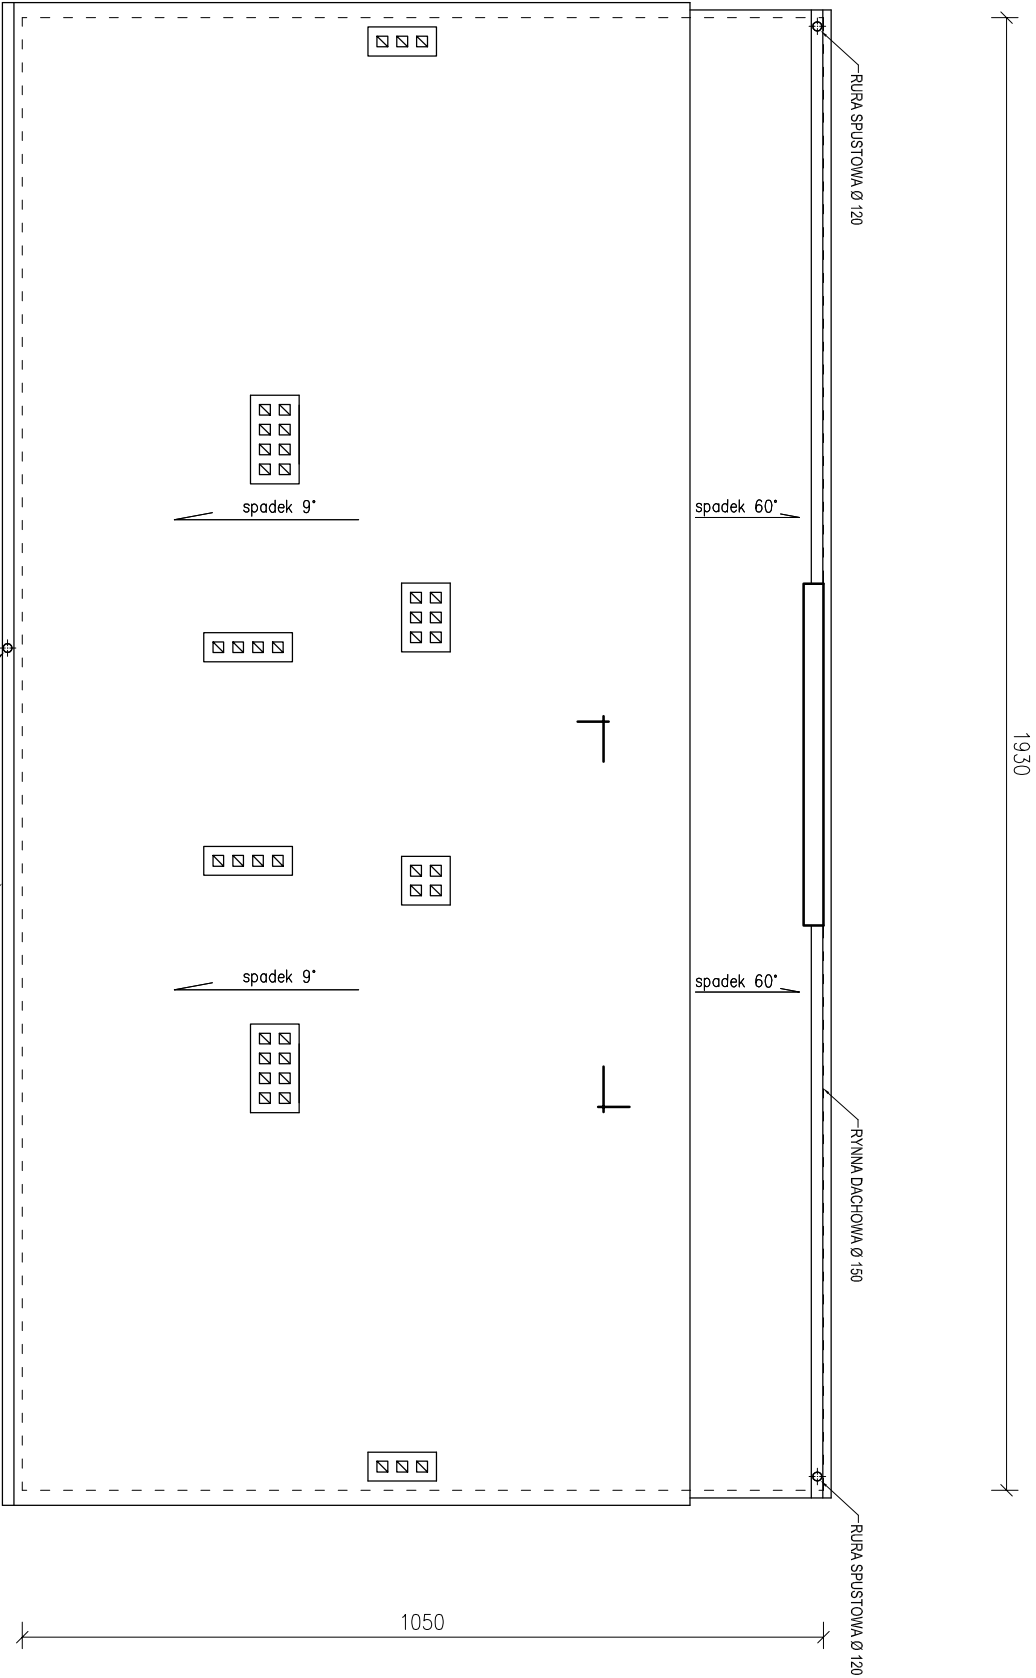 RURA SPUSTOWA Ø 120
spadek 9°
spadek 60°
1930
spadek 9°
spadek 60°
RYNNA DACHOWA Ø 150
RURA SPUSTOWA Ø 120
1050